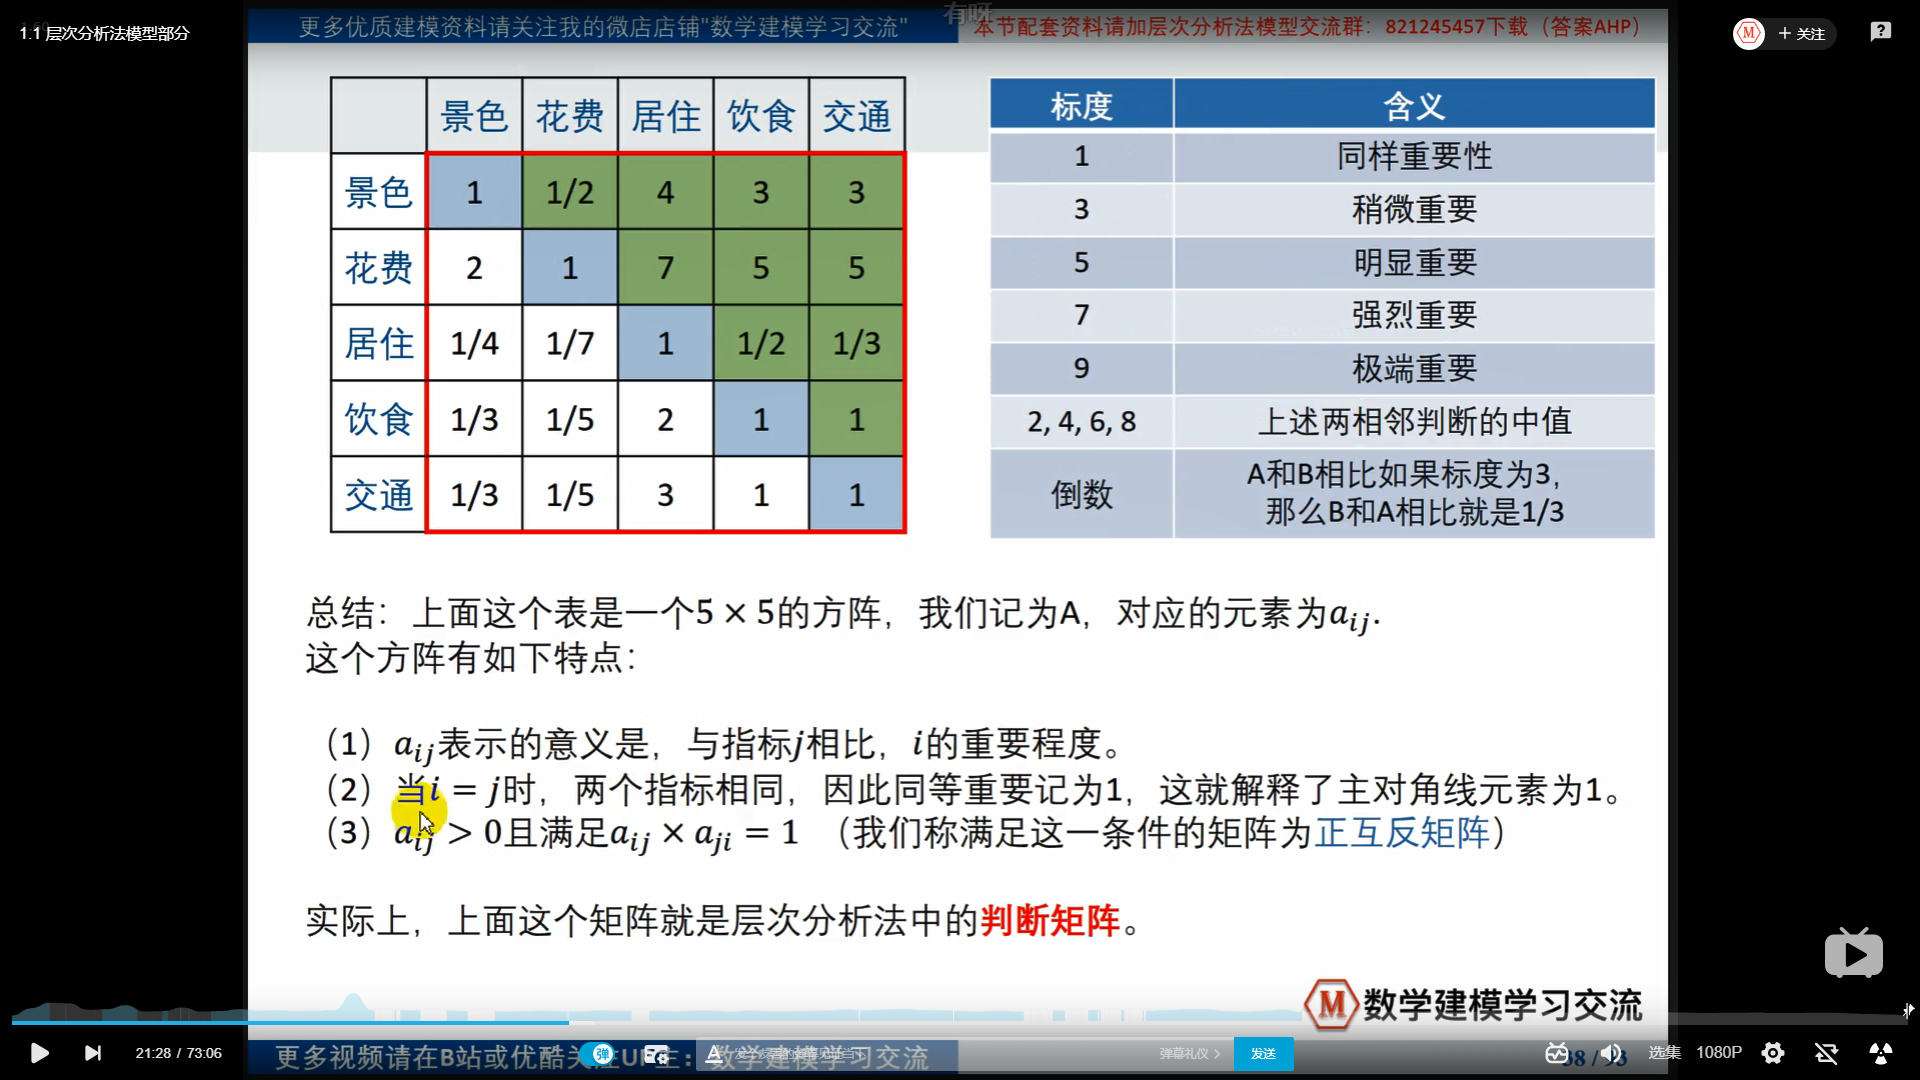 有呀
1.1 层次分析法模型部分
更多优质建模资料请关注我的微店店铺"数学建模学习交流"
本节配套资料请加层次分析法模型交流群：821245457下载（答案AHP）
+ 关注
景色 花费 居住 饮食 交通
景色 1 1/2 4 3 3
花费 2 1 7 5 5
居住 1/4 1/7 1 1/2 1/3
饮食 1/3 1/5 2 1 1
交通 1/3 1/5 3 1 1
标度 含义
1 同样重要性
3 稍微重要
5 明显重要
7 强烈重要
9 极端重要
2, 4, 6, 8 上述两相邻判断的中值
倒数 A和B相比如果标度为3，
那么B和A相比就是1/3
总结：上面这个表是一个5 × 5的方阵，我们记为A，对应的元素为aij.
这个方阵有如下特点：
（1）aij表示的意义是，与指标j相比，i的重要程度。
（2）当i = j时，两个指标相同，因此同等重要记为1，这就解释了主对角线元素为1。
（3）aij > 0且满足aij × aji = 1 （我们称满足这一条件的矩阵为正互反矩阵）
实际上，上面这个矩阵就是层次分析法中的判断矩阵。
M 数学建模学习交流
更多视频请在B站或优酷关注UP主：数学建模学习交流
21:28 / 73:06
弹
弹幕礼仪 >
发送
选集
1080P